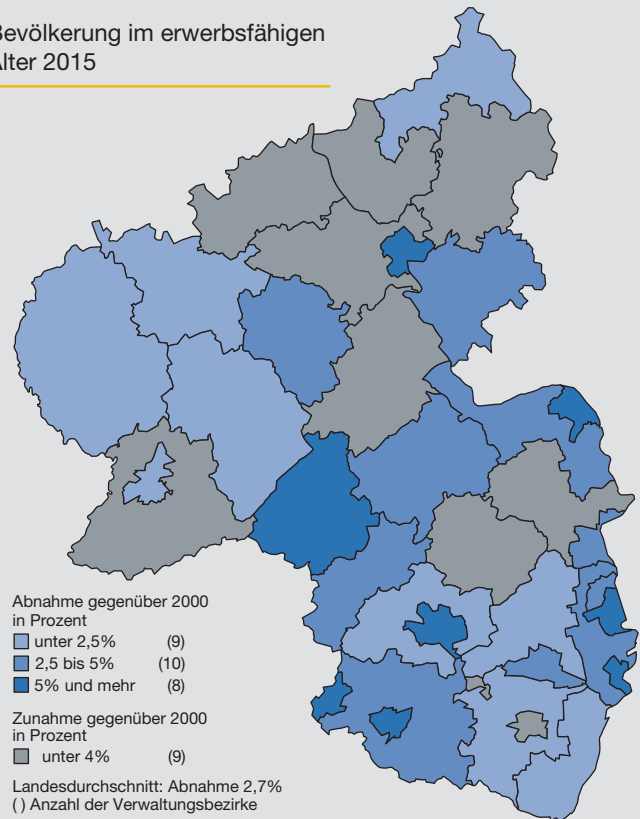 Bevölkerung im erwerbsfähigen
Alter 2015
Abnahme gegenüber 2000
in Prozent
unter 2,5% (9)
2,5 bis 5% (10)
5% und mehr (8)
Zunahme gegenüber 2000
in Prozent
unter 4% (9)
Landesdurchschnitt: Abnahme 2,7%
( ) Anzahl der Verwaltungsbezirke